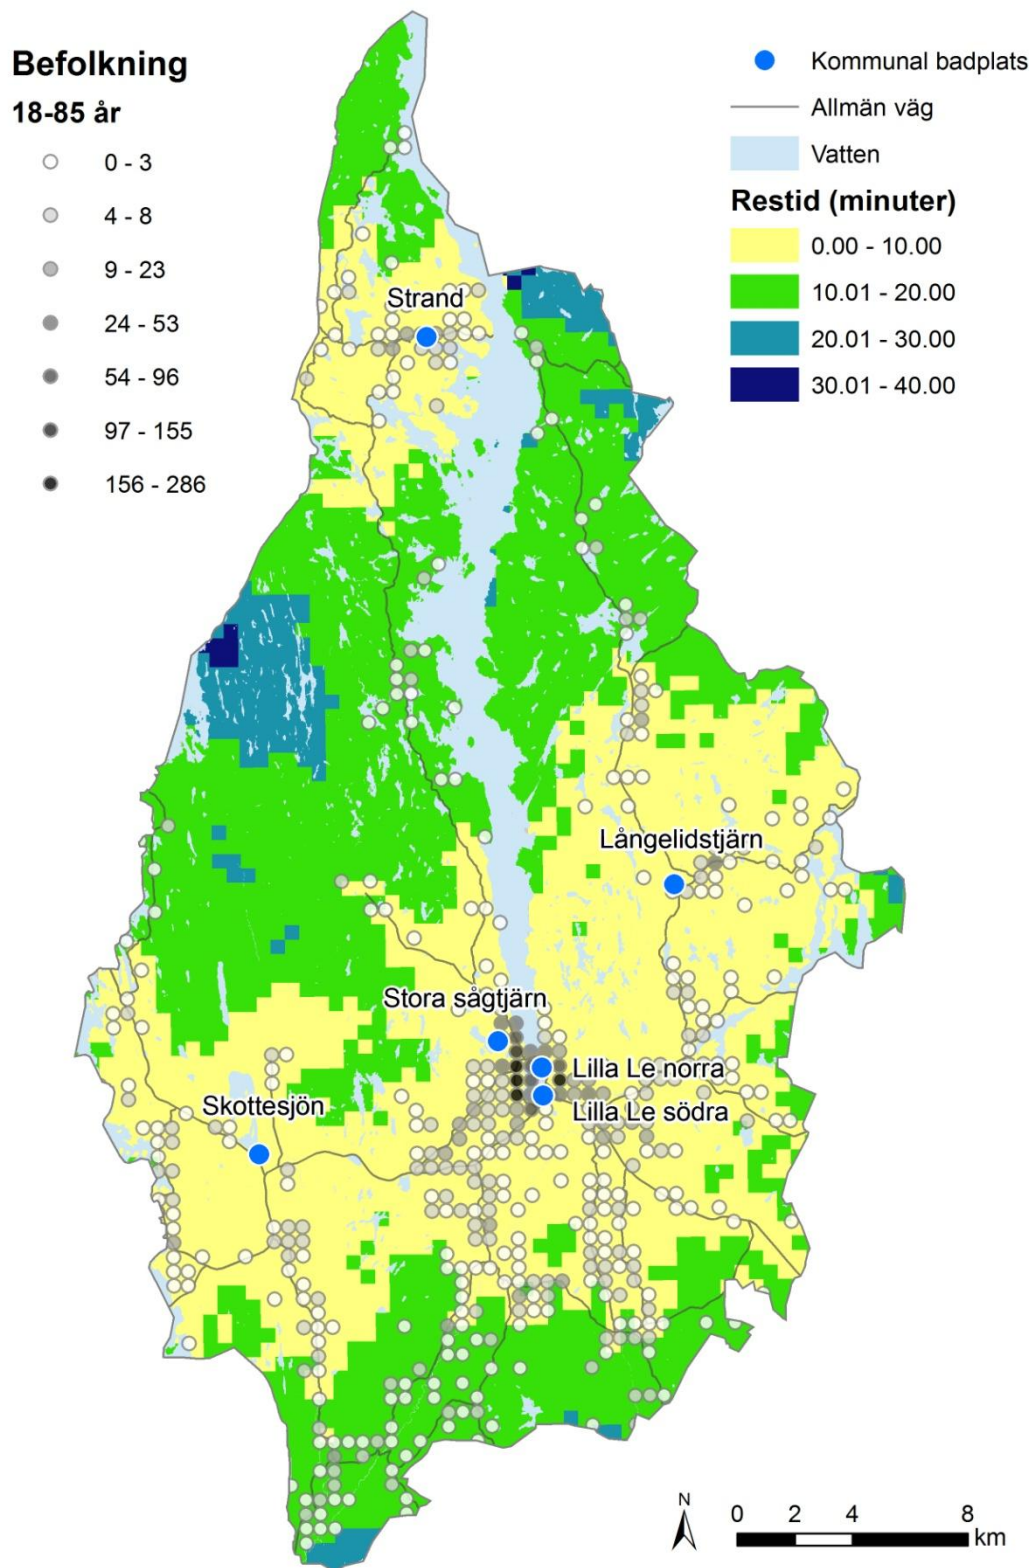 Befolkning
18-85 år
0 - 3
4 - 8
9 - 23
24 - 53
54 - 96
97 - 155
156 - 286
Kommunal badplats
Allmän väg
Vatten
Restid (minuter)
0.00 - 10.00
10.01 - 20.00
20.01 - 30.00
30.01 - 40.00
Strand
Långelidstjärn
Stora sågtjärn
Lilla Le norra
Skottesjön
Lilla Le södra
N
0 2 4 8
km